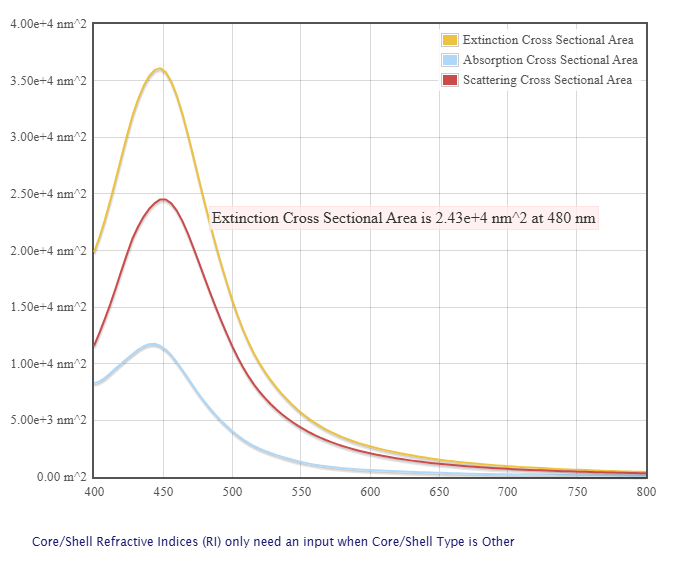 4.00e+4 nm^2
3.50e+4 nm^2
3.00e+4 nm^2
2.50e+4 nm^2
2.00e+4 nm^2
1.50e+4 nm^2
1.00e+4 nm^2
5.00e+3 nm^2
0.00 m^2
Extinction Cross Sectional Area
Absorption Cross Sectional Area
Scattering Cross Sectional Area
Extinction Cross Sectional Area is 2.43e+4 nm^2 at 480 nm
400 450 500 550 600 650 700 750 800
Core/Shell Refractive Indices (RI) only need an input when Core/Shell Type is Other